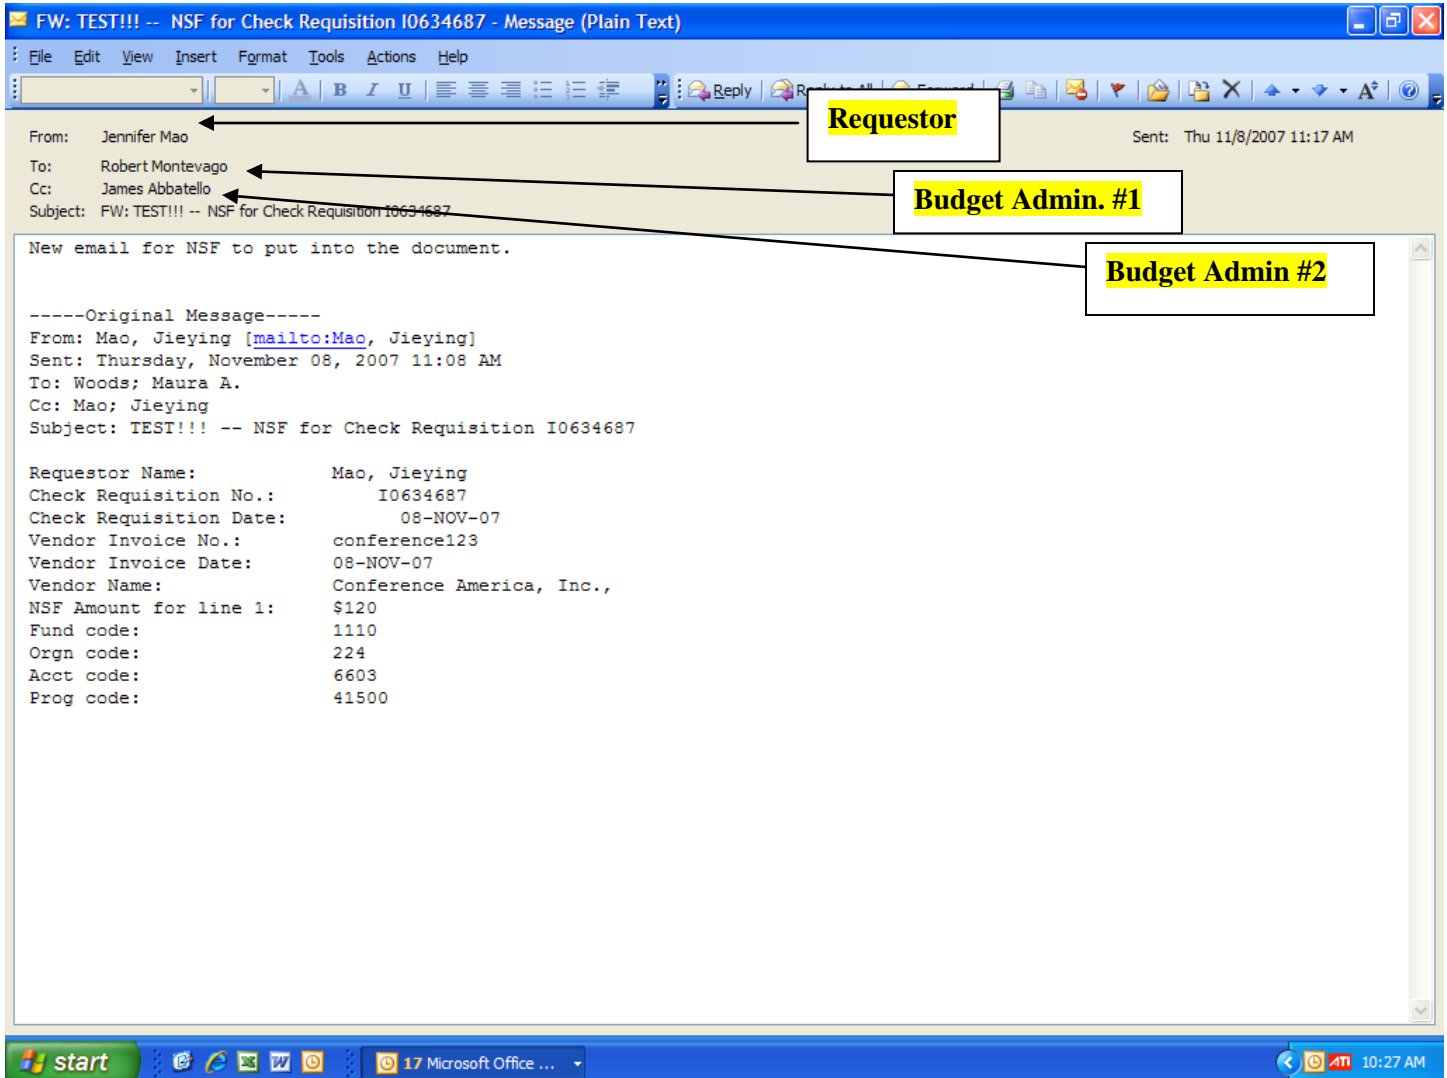 FW: TEST!!! -- NSF for Check Requisition I0634687 - Message (Plain Text)
File Edit View Insert Format Tools Actions Help
A B I U Reply
Requestor
From: Jennifer Mao Sent: Thu 11/8/2007 11:17 AM
To: Robert Montevago
Cc: James Abbatello
Budget Admin. #1
Subject: FW: TEST!!! -- NSF for Check Requisition I0634687
New email for NSF to put into the document.
Budget Admin #2
-----Original Message-----
From: Mao, Jieying [mailto:Mao, Jieying]
Sent: Thursday, November 08, 2007 11:08 AM
To: Woods; Maura A.
Cc: Mao; Jieying
Subject: TEST!!! -- NSF for Check Requisition I0634687
Requestor Name: Mao, Jieying
Check Requisition No.: I0634687
Check Requisition Date: 08-NOV-07
Vendor Invoice No.: conference123
Vendor Invoice Date: 08-NOV-07
Vendor Name: Conference America, Inc.,
NSF Amount for line 1: $120
Fund code: 1110
Orgn code: 224
Acct code: 6603
Prog code: 41500
start 17 Microsoft Office ... ATI 10:27 AM